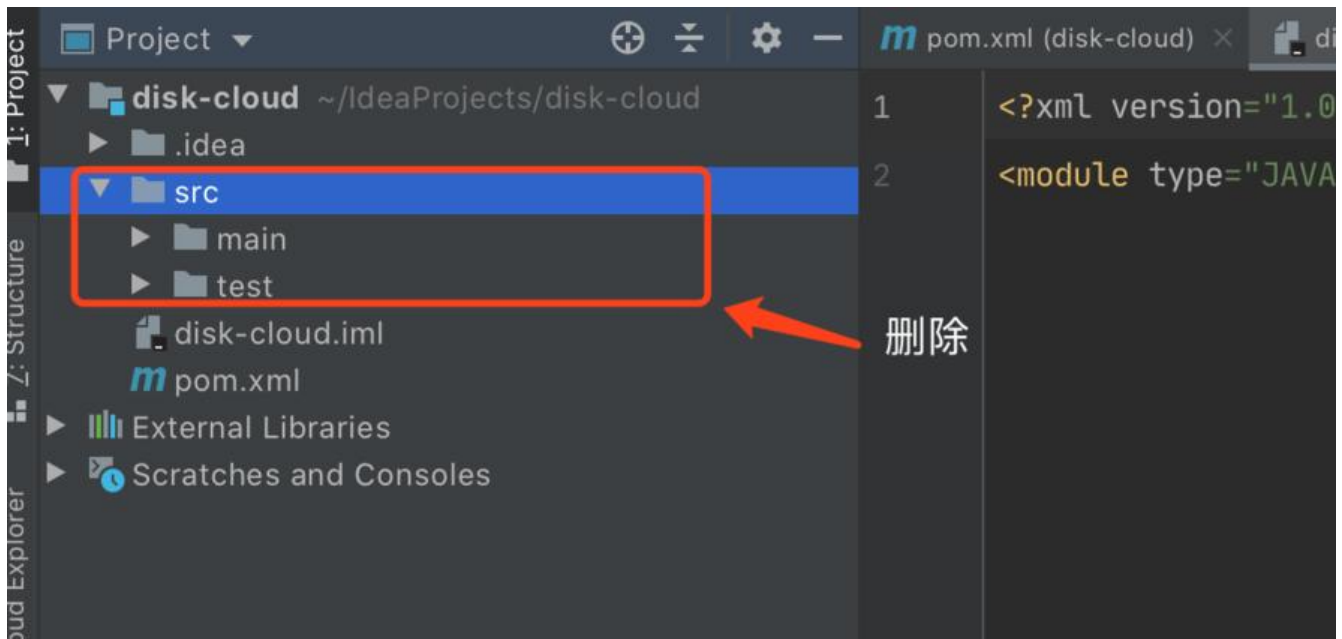 Project
pom.xml (disk-cloud)
di
1: Project
disk-cloud ~/IdeaProjects/disk-cloud
.idea
src
main
test
disk-cloud.iml
pom.xml
External Libraries
Scratches and Consoles
7: Structure
oud Explorer
1 <?xml version="1.0
2 <module type="JAVA
删除